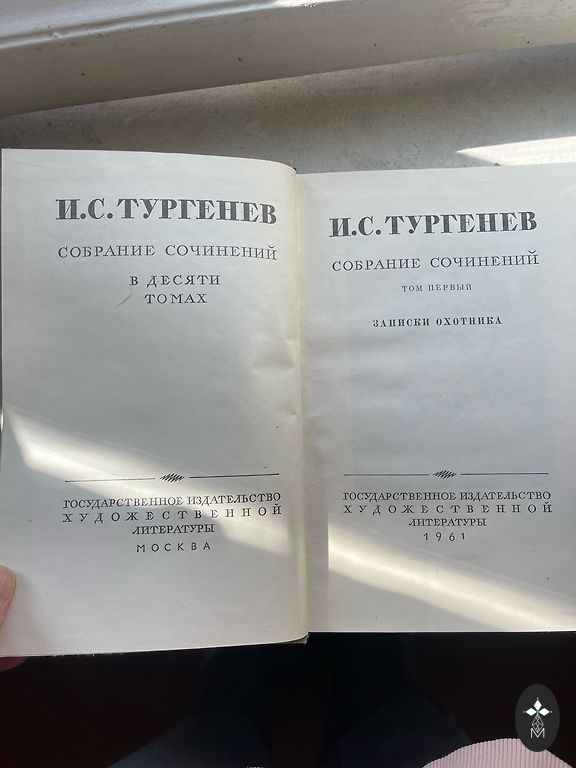 И.С.ТУРГЕНЕВ
СОБРАНИЕ СОЧИНЕНИЙ
В ДЕСЯТИ
ТОМАХ
ГОСУДАРСТВЕННОЕ ИЗДАТЕЛЬСТВО
ХУДОЖЕСТВЕННОЙ
ЛИТЕРАТУРЫ
МОСКВА
И.С.ТУРГЕНЕВ
СОБРАНИЕ СОЧИНЕНИЙ
ТОМ ПЕРВЫЙ
ЗАПИСКИ ОХОТНИКА
ГОСУДАРСТВЕННОЕ ИЗДАТЕЛЬСТВО
ХУДОЖЕСТВЕННОЙ
ЛИТЕРАТУРЫ
1961
M